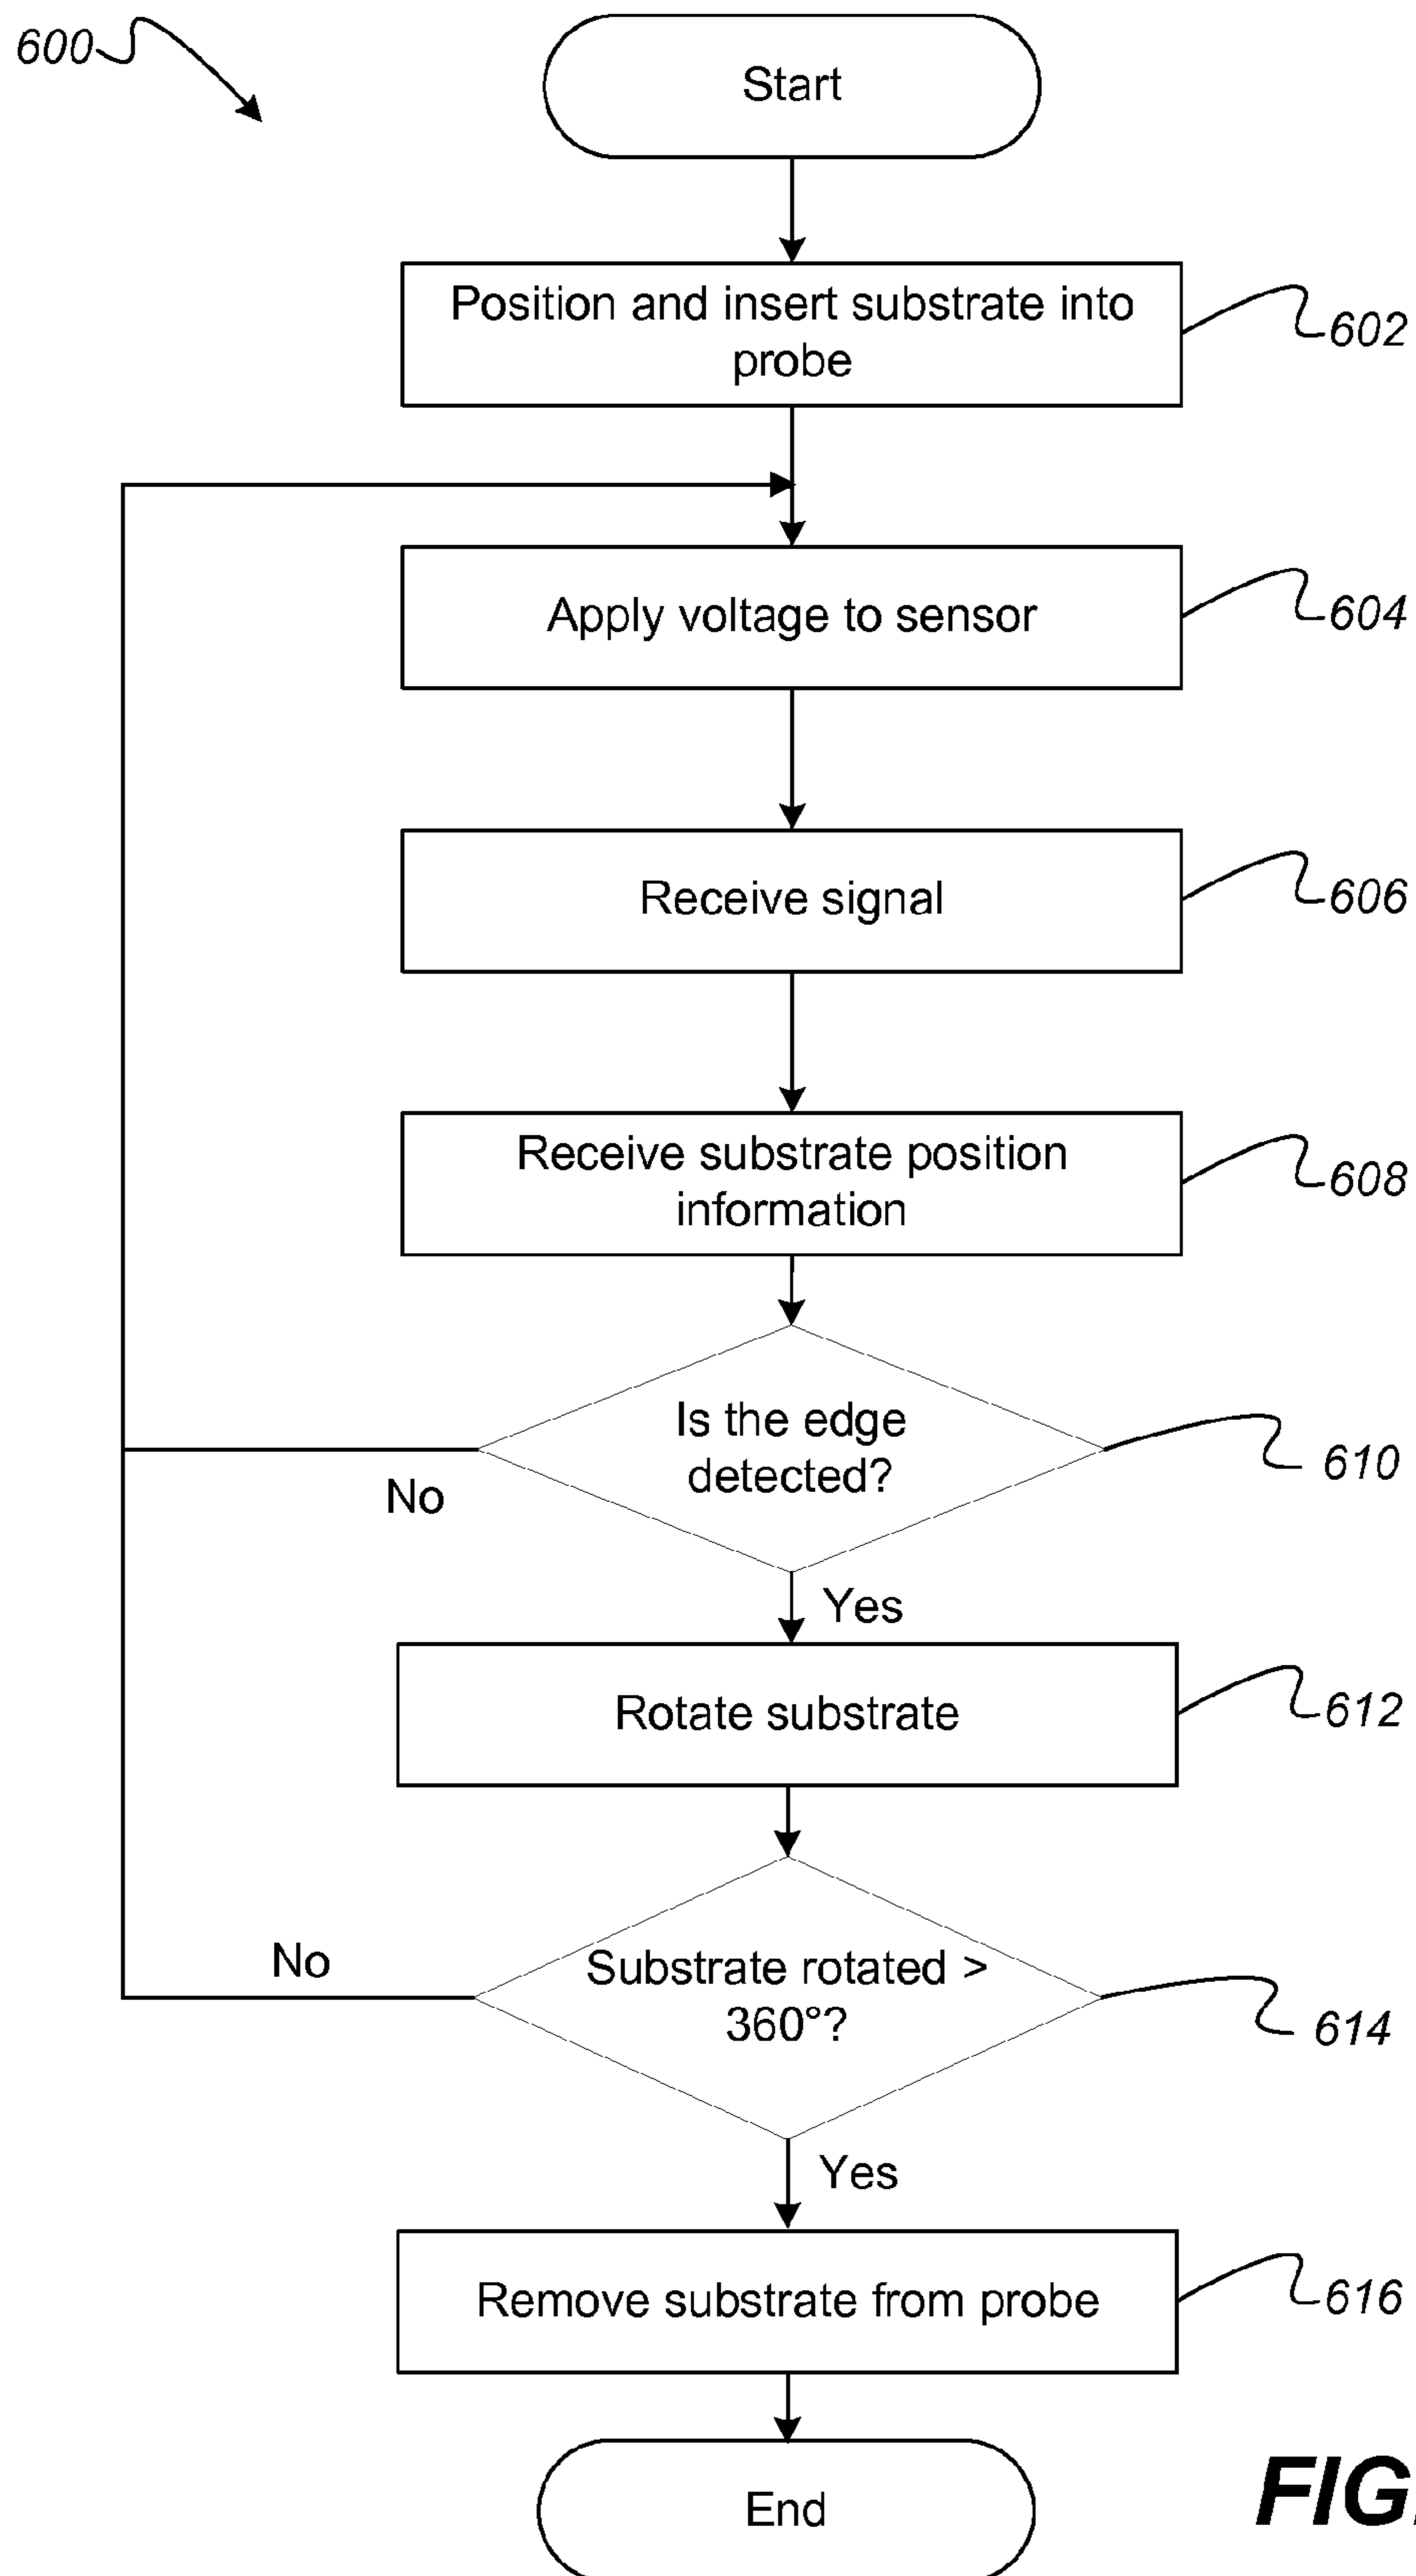 600
Start
Position and insert substrate into
probe
602
Apply voltage to sensor
604
Receive signal
606
Receive substrate position
information
608
Is the edge
detected?
610
No
Yes
Rotate substrate
612
Substrate rotated >
360°?
614
No
Yes
Remove substrate from probe
616
End
FIG.